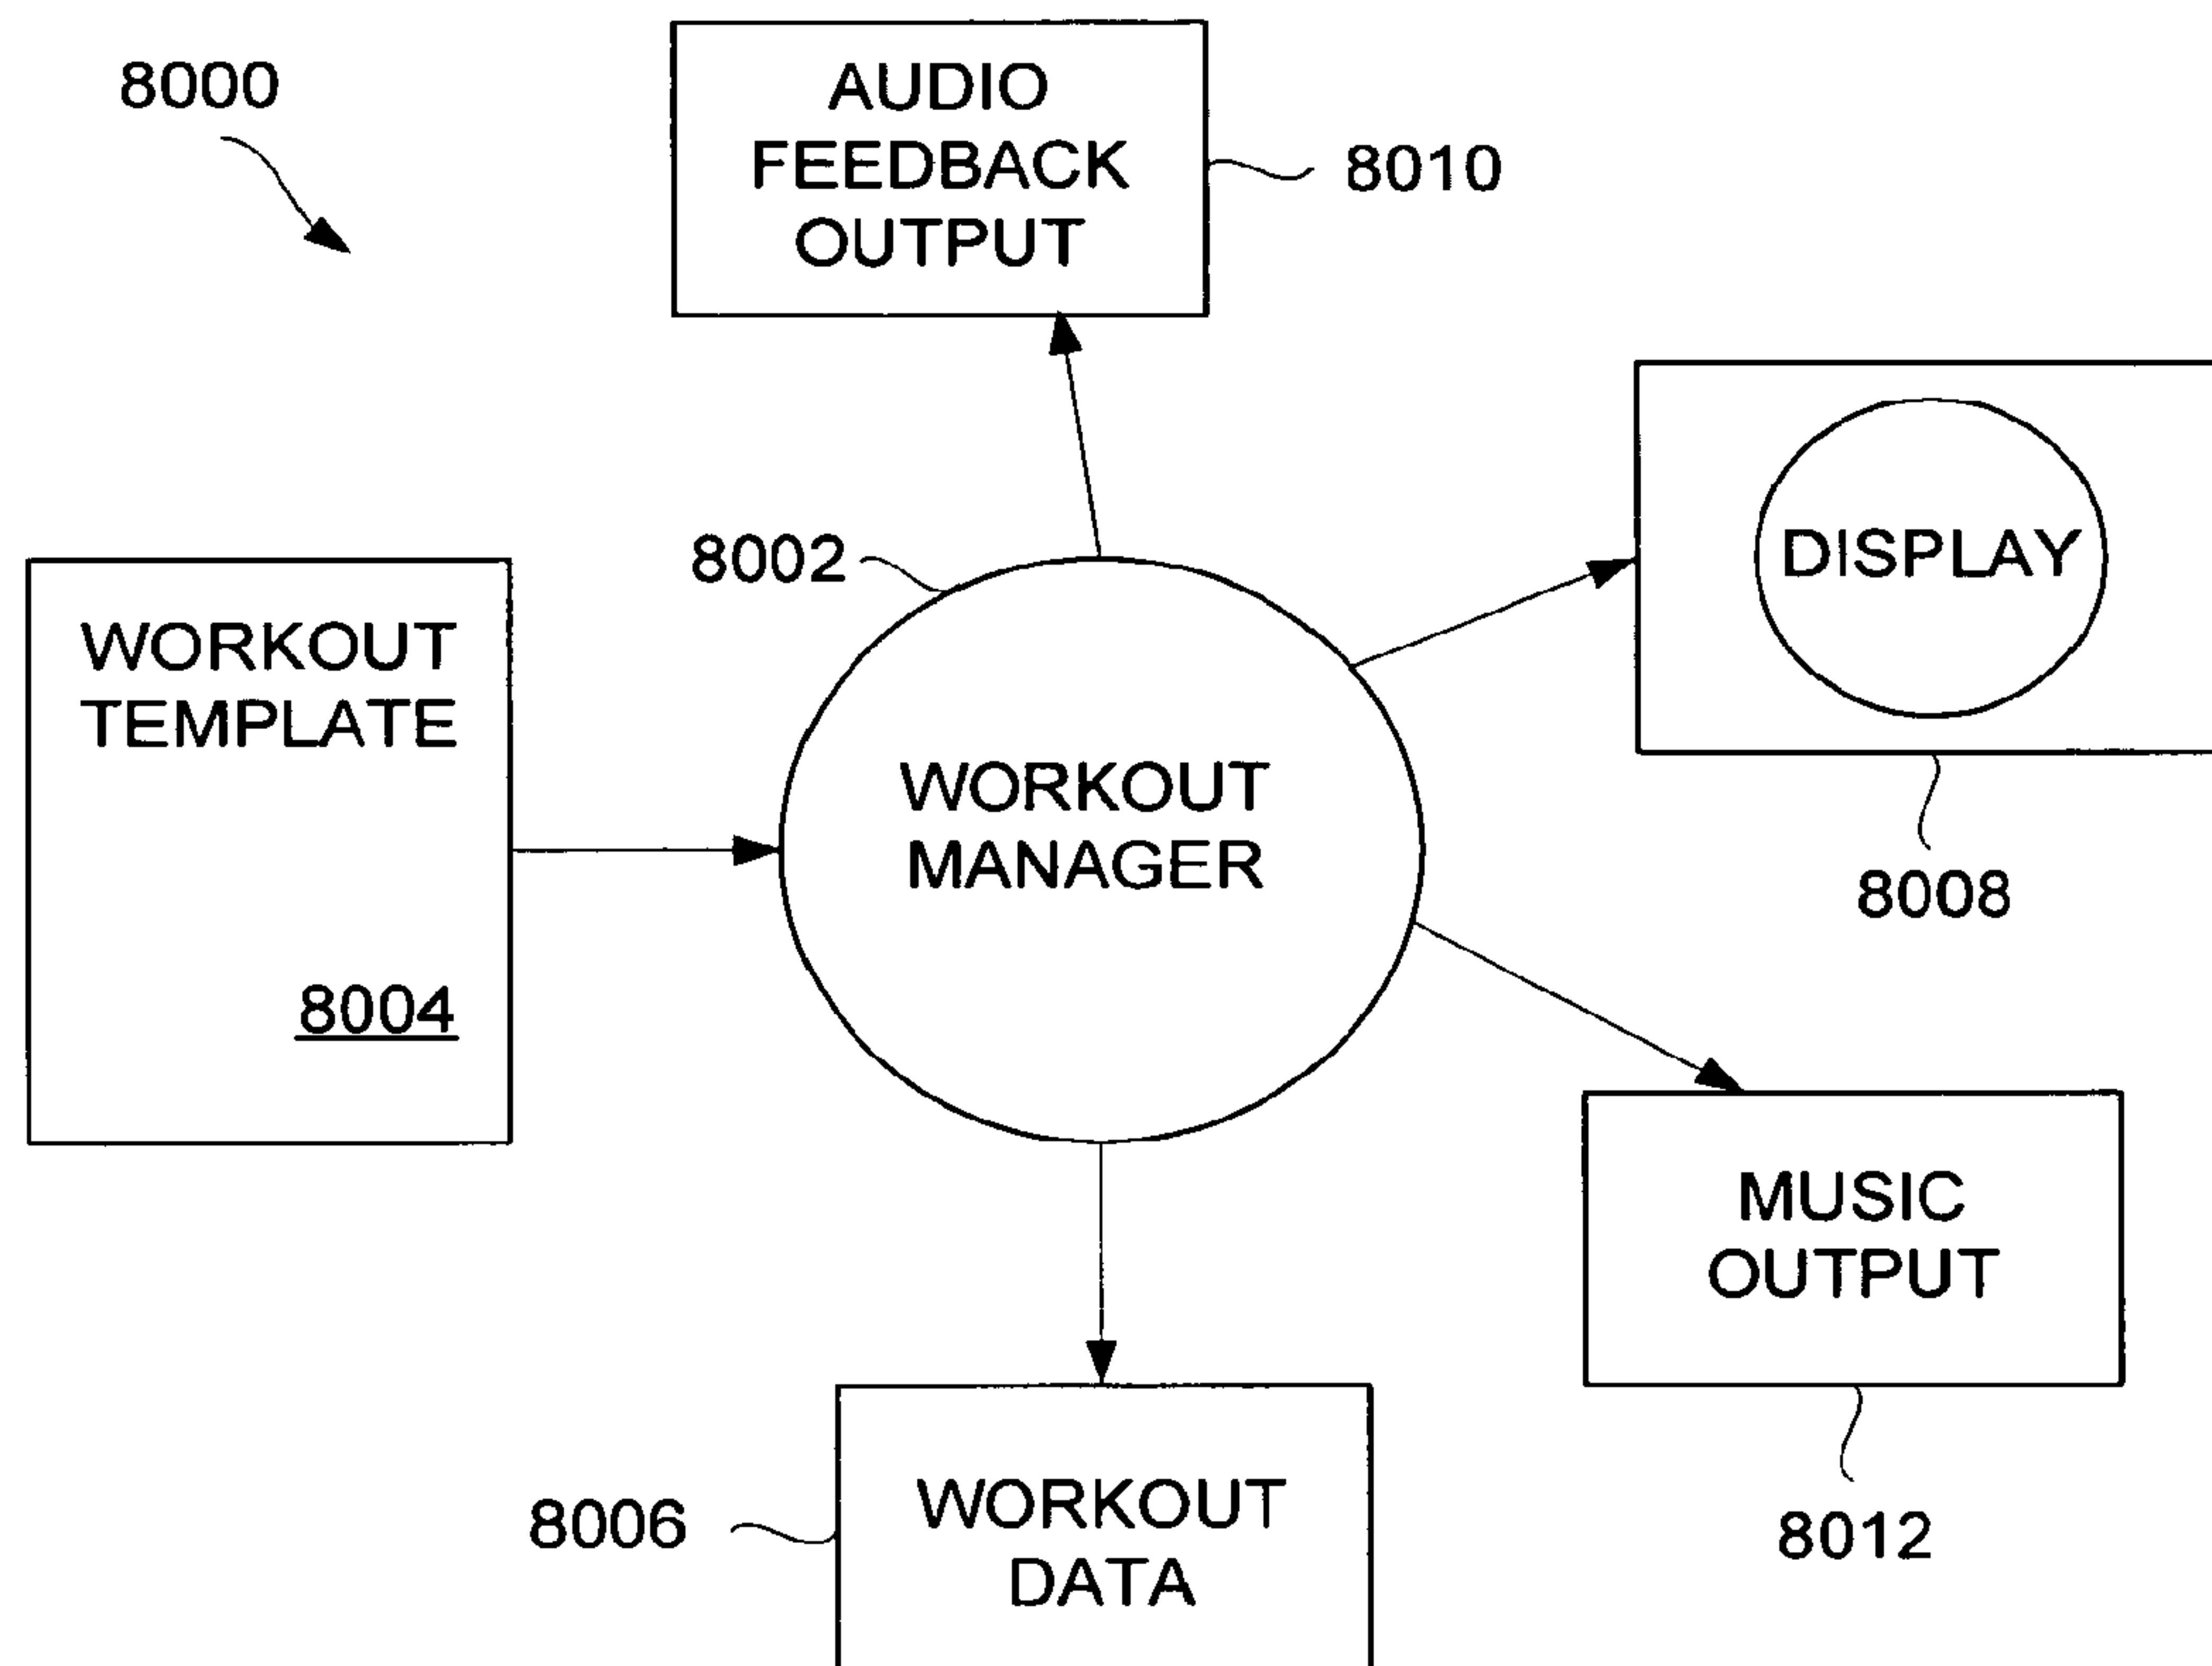 8000
AUDIO
FEEDBACK
OUTPUT
8010
8002
DISPLAY
8008
WORKOUT
TEMPLATE
8004
WORKOUT
MANAGER
MUSIC
OUTPUT
8012
8006
WORKOUT
DATA